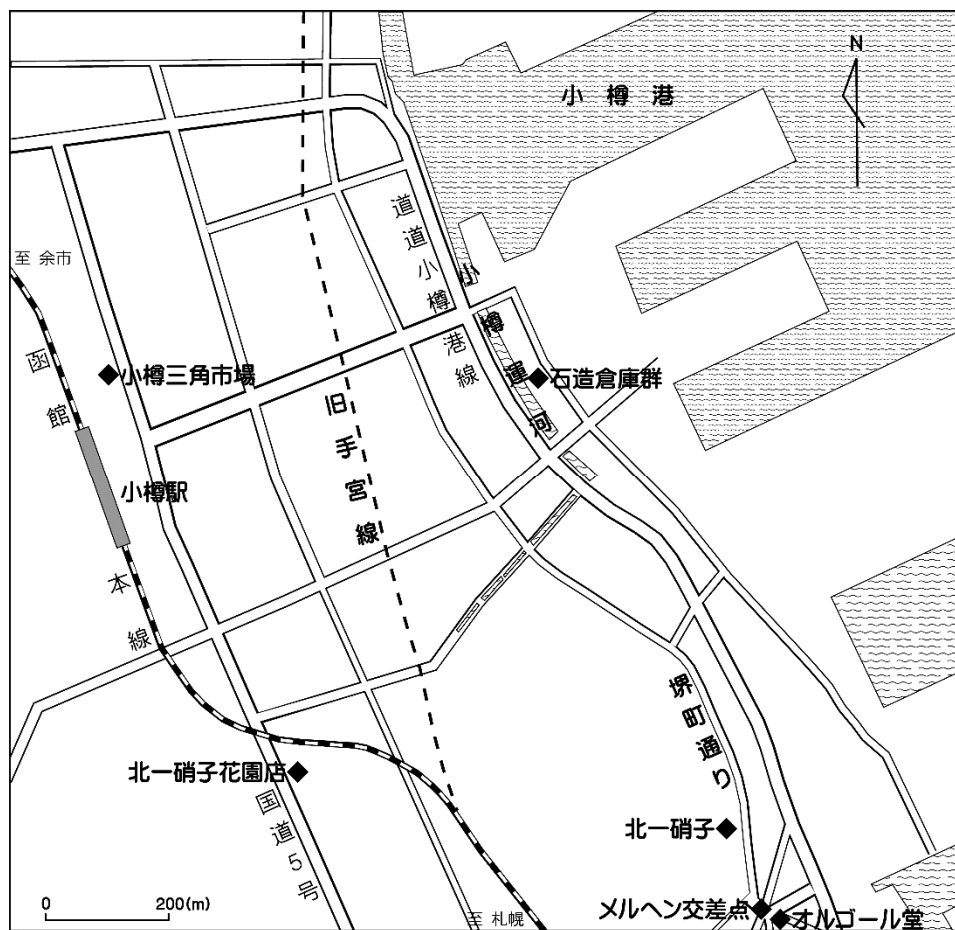 小樽港
N
道道小樽港線
至 余市
小樽運河
函館本線
小樽三角市場
石造倉庫群
旧手宮線
小樽駅
堺町通り
北一硝子花園店
国道5号
北一硝子
0 200(m)
至 札幌
メルヘン交差点
オルゴール堂